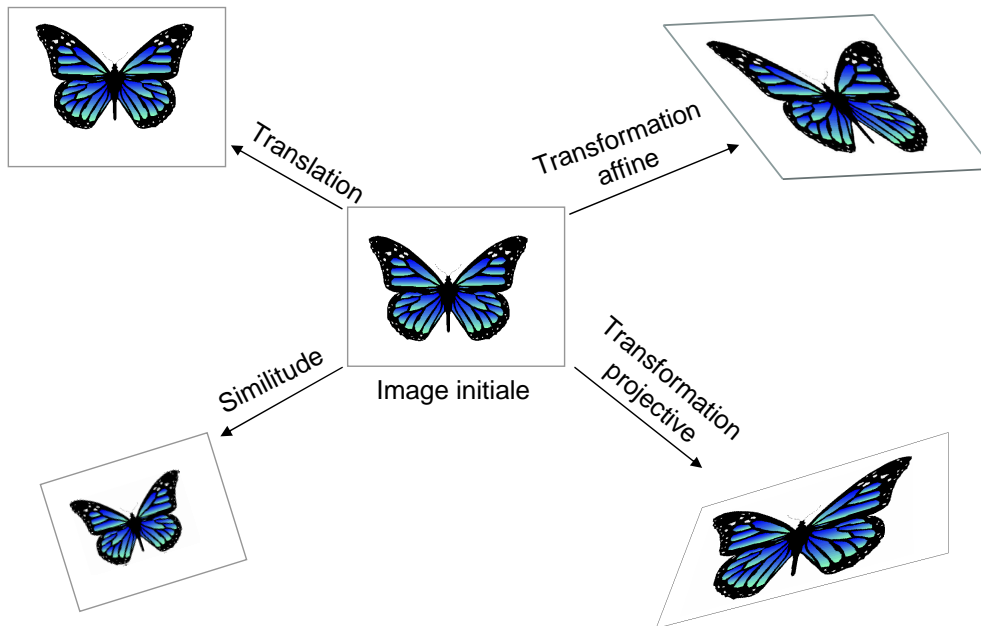 Translation
Transformation
affine
Image initiale
Similitude
Transformation
projective